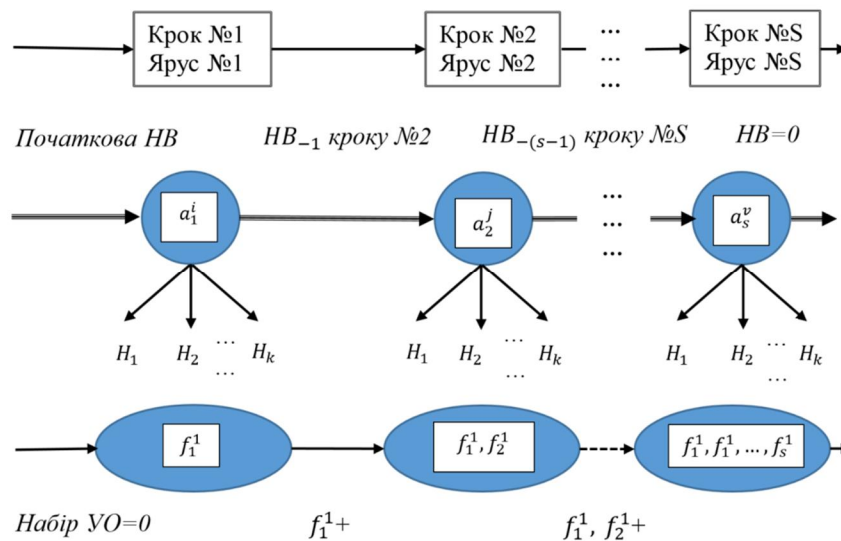 Крок №1
Ярус №1
Крок №2
Ярус №2
...
...
...
Крок №S
Ярус №S
Початкова НВ
НВ₋₁ кроку №2
НВ₋₍ₛ₋₁₎ кроку №S
НВ=0
a₁ⁱ
a₂ʲ
...
...
...
aₛᵛ
H₁ H₂ ... Hₖ
...
H₁ H₂ ... Hₖ
...
H₁ H₂ ... Hₖ
...
f₁¹
f₁¹, f₂¹
f₁¹, f₁¹, ..., fₛ¹
Набір УО=0
f₁¹+
f₁¹, f₂¹+